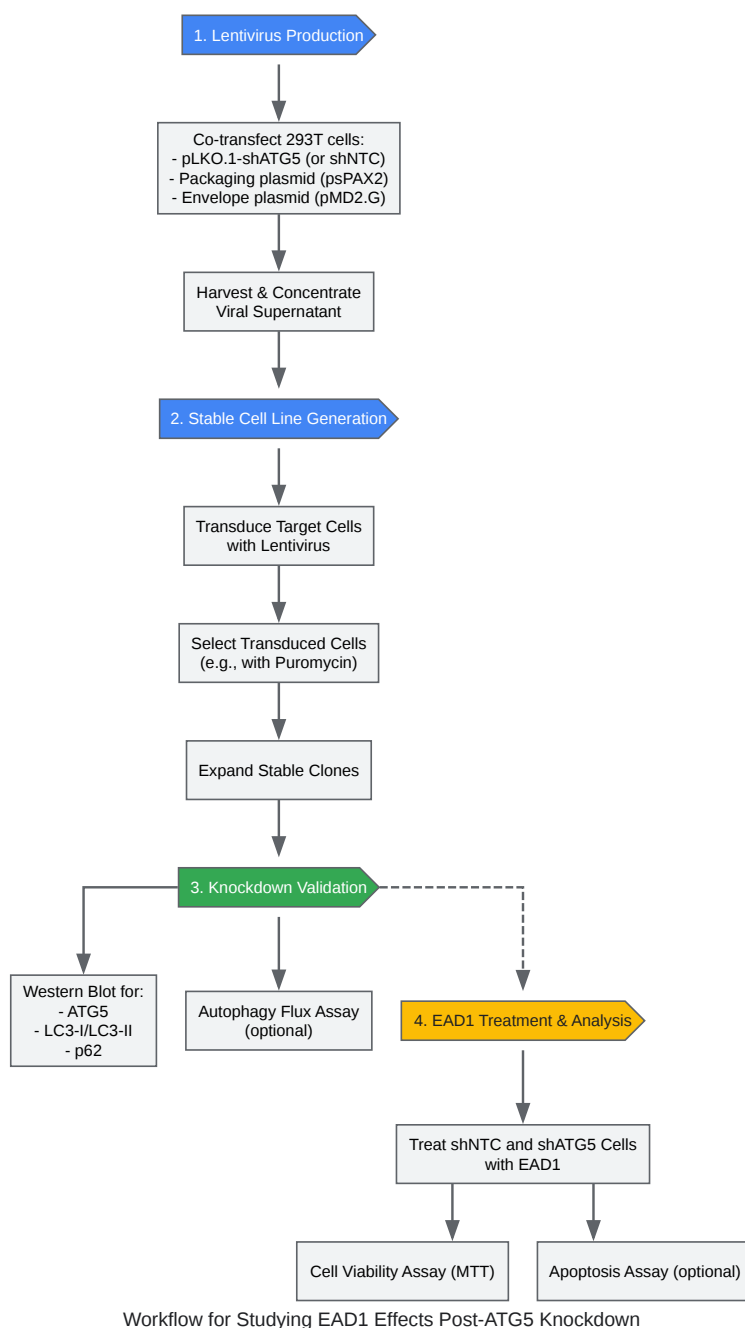 1. Lentivirus Production
Co-transfect 293T cells:
- pLKO.1-shATG5 (or shNTC)
- Packaging plasmid (psPAX2)
- Envelope plasmid (pMD2.G)
Harvest & Concentrate
Viral Supernatant
2. Stable Cell Line Generation
Transduce Target Cells
with Lentivirus
Select Transduced Cells
(e.g., with Puromycin)
Expand Stable Clones
3. Knockdown Validation
Western Blot for:
- ATG5
- LC3-I/LC3-II
- p62
Autophagy Flux Assay
(optional)
4. EAD1 Treatment & Analysis
Treat shNTC and shATG5 Cells
with EAD1
Cell Viability Assay (MTT)
Apoptosis Assay (optional)
Workflow for Studying EAD1 Effects Post-ATG5 Knockdown